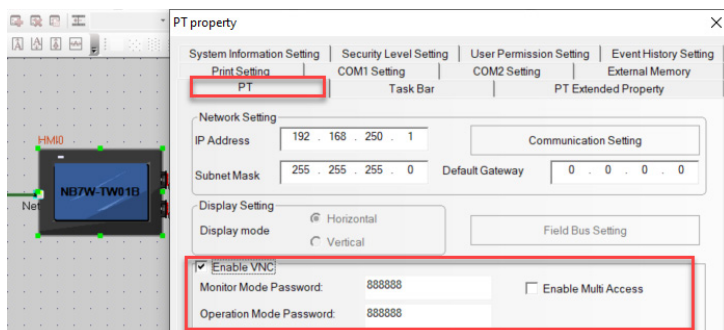 PT property
System Information Setting Security Level Setting User Permission Setting Event History Setting
Print Setting COM1 Setting COM2 Setting External Memory
PT Task Bar PT Extended Property
Network Setting
IP Address 192 . 168 . 250 . 1 Communication Setting
Subnet Mask 255 . 255 . 255 . 0 Default Gateway 0 . 0 . 0 . 0
Display Setting
Display mode Horizontal
Vertical
Field Bus Setting
Enable VNC
Monitor Mode Password: 888888 Enable Multi Access
Operation Mode Password: 888888
HMI0
NB7W-TW01B
Net